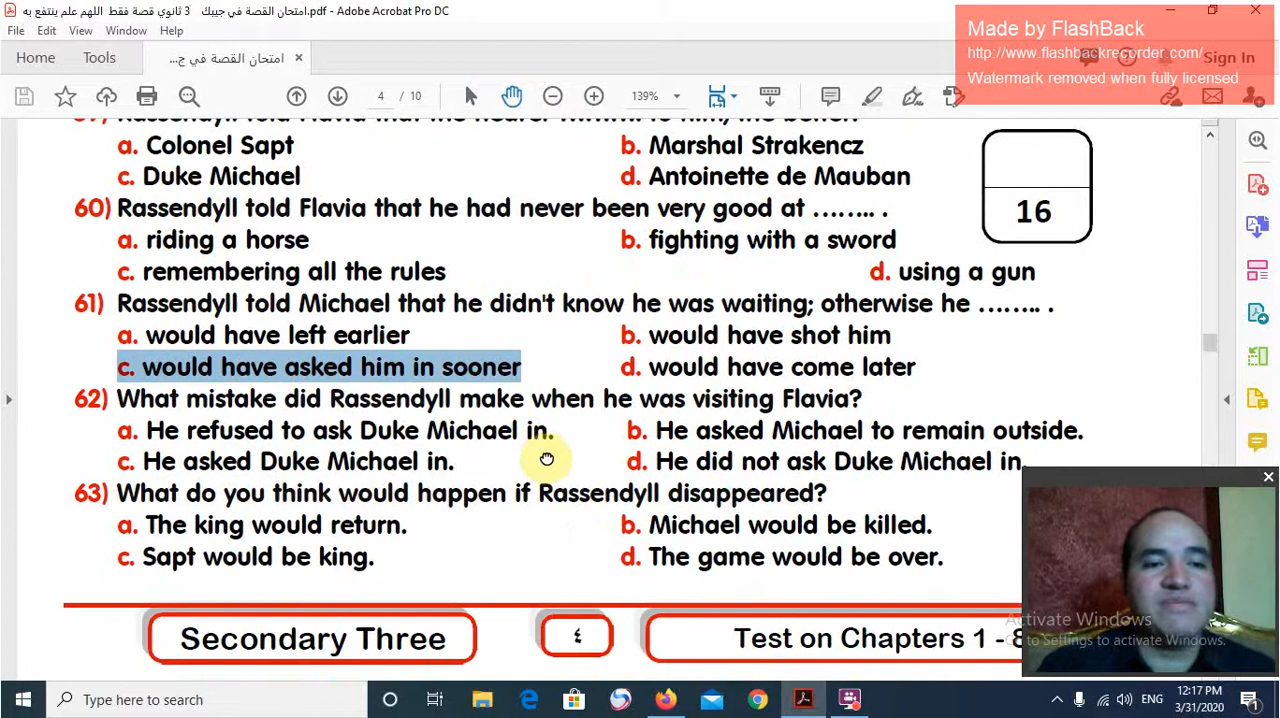 امتحان القصة في جيبك 3 ثانوي قصة فقط اللهم علم ينتفع به.pdf - Adobe Acrobat Pro DC
File Edit View Window Help
Home Tools امتحان القصة في ج... × Sign In
Made by FlashBack
http://www.flashbackrecorder.com/
Watermark removed when fully licensed
4 / 10 139%
a. Colonel Sapt b. Marshal Strakencz
c. Duke Michael d. Antoinette de Mauban
60) Rassendyll told Flavia that he had never been very good at …….. .
a. riding a horse b. fighting with a sword
c. remembering all the rules d. using a gun
16
61) Rassendyll told Michael that he didn't know he was waiting; otherwise he …….. .
a. would have left earlier b. would have shot him
c. would have asked him in sooner d. would have come later
62) What mistake did Rassendyll make when he was visiting Flavia?
a. He refused to ask Duke Michael in. b. He asked Michael to remain outside.
c. He asked Duke Michael in. d. He did not ask Duke Michael in.
63) What do you think would happen if Rassendyll disappeared?
a. The king would return. b. Michael would be killed.
c. Sapt would be king. d. The game would be over.
Secondary Three ٤ Test on Chapters 1 - 8
Activate Windows
Go to Settings to activate Windows.
Type here to search ENG 12:17 PM
3/31/2020